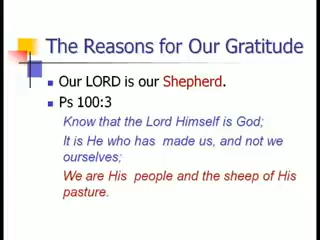 The Reasons for Our Gratitude
Our LORD is our Shepherd.
Ps 100:3
Know that the Lord Himself is God;
It is He who has made us, and not we
ourselves;
We are His people and the sheep of His
pasture.